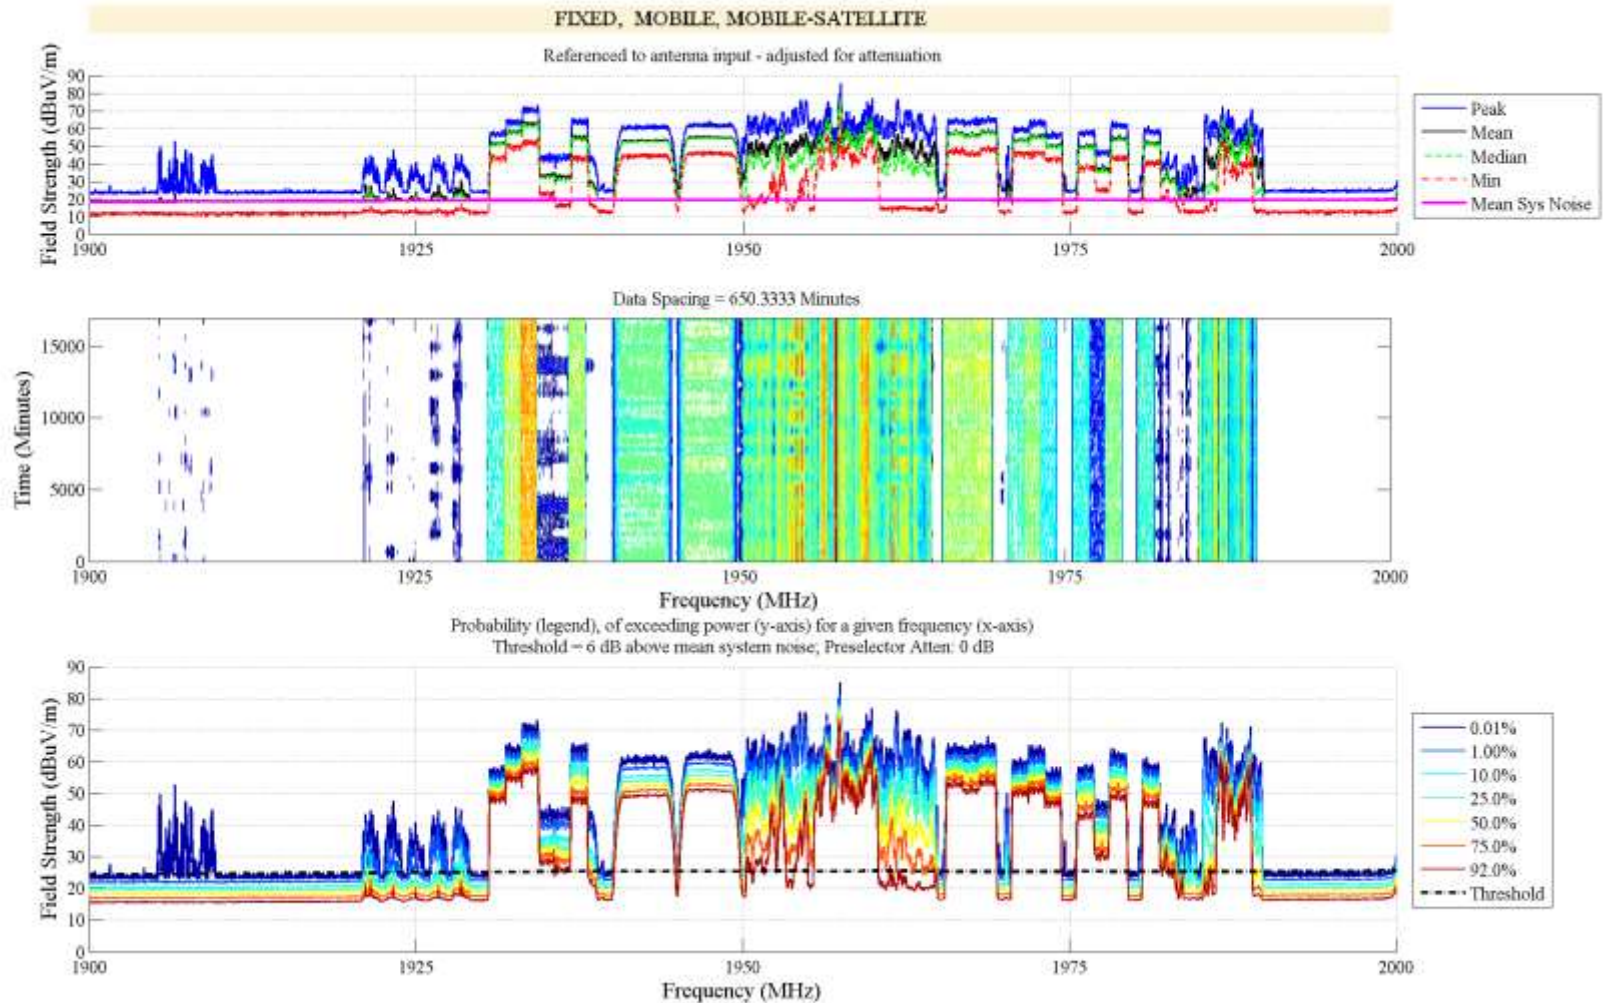 FIXED, MOBILE, MOBILE-SATELLITE
Referenced to antenna input - adjusted for attenuation
Field Strength (dBuV/m)
90
80
70
60
50
40
30
20
10
0
1900
1925
1950
1975
2000
Peak
Mean
Median
Min
Mean Sys Noise
Data Spacing = 650.3333 Minutes
Time (Minutes)
15000
10000
5000
0
1900
1925
1950
1975
2000
Frequency (MHz)
Probability (legend), of exceeding power (y-axis) for a given frequency (x-axis)
Threshold = 6 dB above mean system noise; Preselector Atten: 0 dB
Field Strength (dBuV/m)
90
80
70
60
50
40
30
20
10
0
1900
1925
1950
1975
2000
Frequency (MHz)
0.01%
1.00%
10.0%
25.0%
50.0%
75.0%
92.0%
Threshold